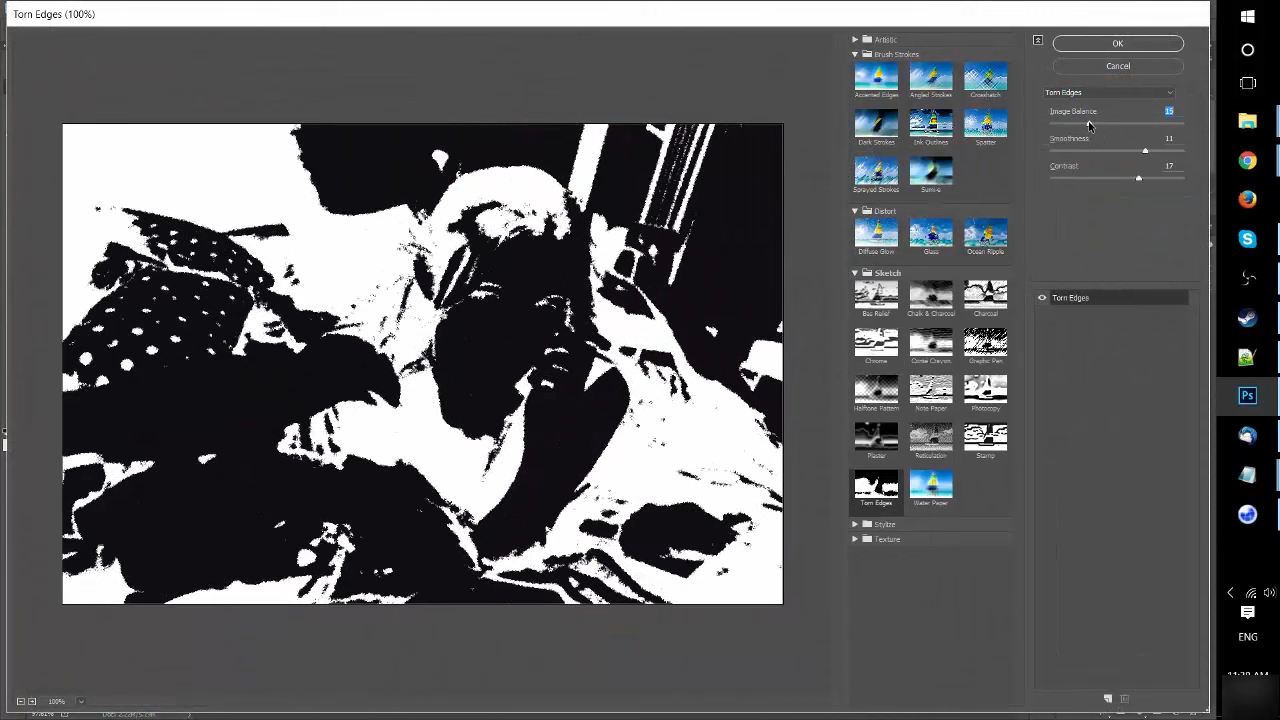 Torn Edges (100%)
Artistic
Brush Strokes
Accented Edges
Angled Strokes
Crosshatch
Dark Strokes
Ink Outlines
Spatter
Sprayed Strokes
Sumi-e
Distort
Diffuse Glow
Glass
Ocean Ripple
Sketch
Bas Relief
Chalk & Charcoal
Charcoal
Chrome
Conté Crayon
Graphic Pen
Halftone Pattern
Note Paper
Photocopy
Plaster
Reticulation
Stamp
Torn Edges
Water Paper
Stylize
Texture
OK
Cancel
Torn Edges
Image Balance 15
Smoothness 11
Contrast 17
Torn Edges
Ps
ENG
100%